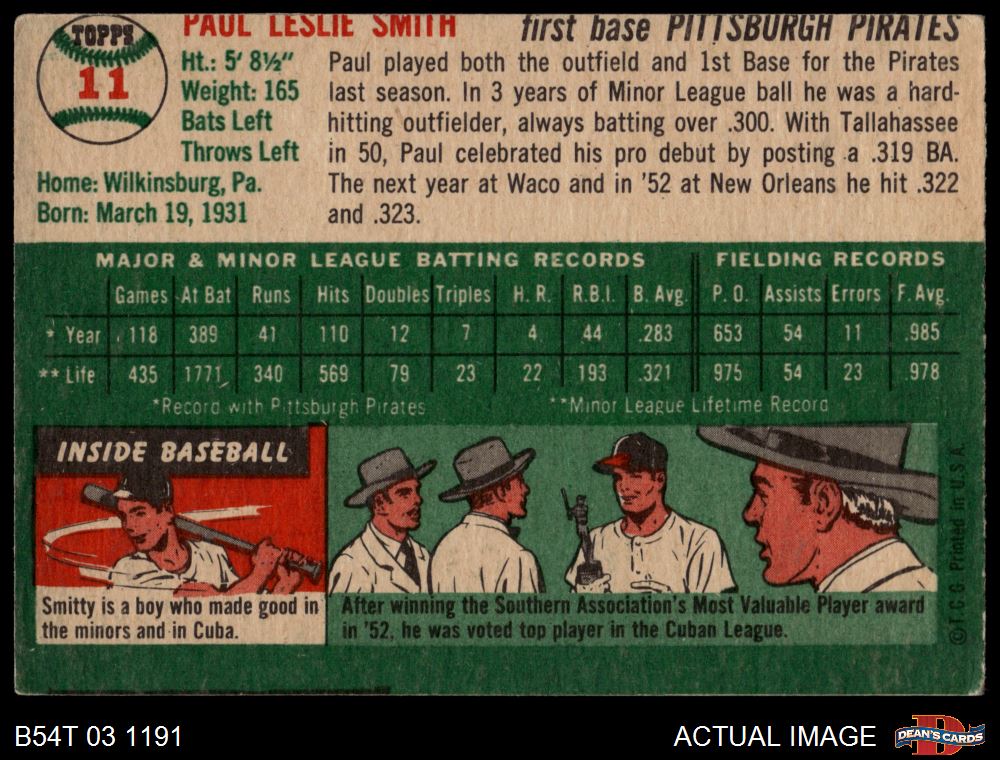 TOPPS
11
PAUL LESLIE SMITH first base PITTSBURGH PIRATES
Ht.: 5' 8½"
Weight: 165
Bats Left
Throws Left
Home: Wilkinsburg, Pa.
Born: March 19, 1931
Paul played both the outfield and 1st Base for the Pirates
last season. In 3 years of Minor League ball he was a hard-
hitting outfielder, always batting over .300. With Tallahassee
in 50, Paul celebrated his pro debut by posting a .319 BA.
The next year at Waco and in '52 at New Orleans he hit .322
and .323.
MAJOR & MINOR LEAGUE BATTING RECORDS FIELDING RECORDS
Games At Bat Runs Hits Doubles Triples H. R. R.B.I. B. Avg. P. O. Assists Errors F. Avg.
* Year 118 389 41 110 12 7 4 44 .283 653 54 11 .985
** Life 435 1771 340 569 79 23 22 193 .321 975 54 23 .978
*Record with Pittsburgh Pirates **Minor League Lifetime Record
INSIDE BASEBALL
Smitty is a boy who made good in
the minors and in Cuba.
After winning the Southern Association's Most Valuable Player award
in '52, he was voted top player in the Cuban League.
© T.C.G. Printed in U.S.A.
B54T 03 1191 ACTUAL IMAGE
D
DEAN'S CARDS